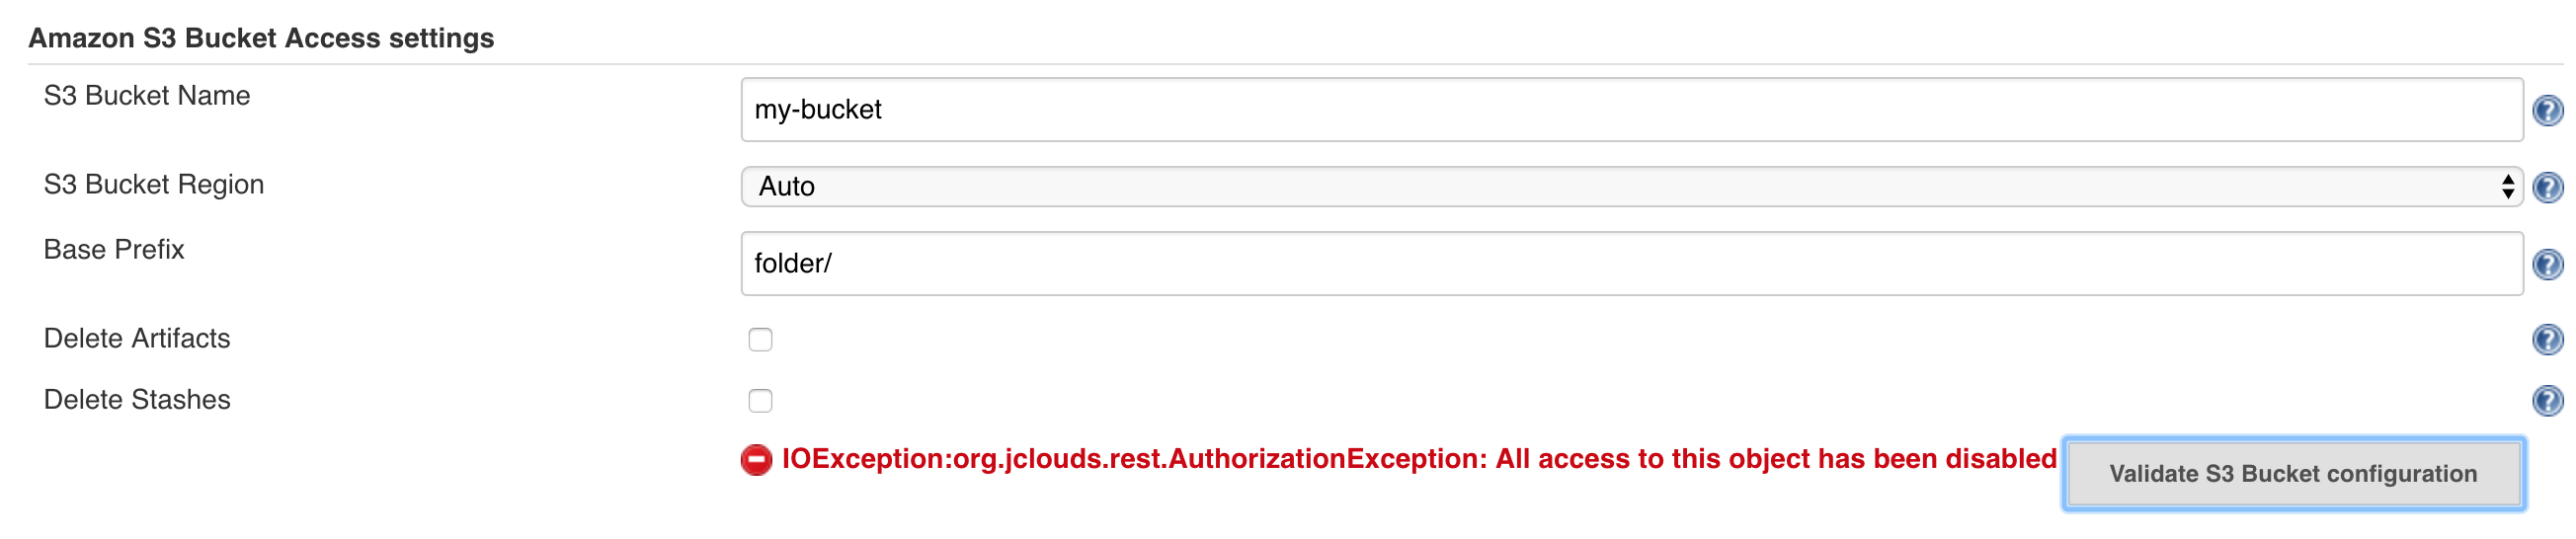 Amazon S3 Bucket Access settings
S3 Bucket Name
my-bucket
?
S3 Bucket Region
Auto
?
Base Prefix
folder/
?
Delete Artifacts
?
Delete Stashes
?
IOException:org.jclouds.rest.AuthorizationException: All access to this object has been disabled
Validate S3 Bucket configuration